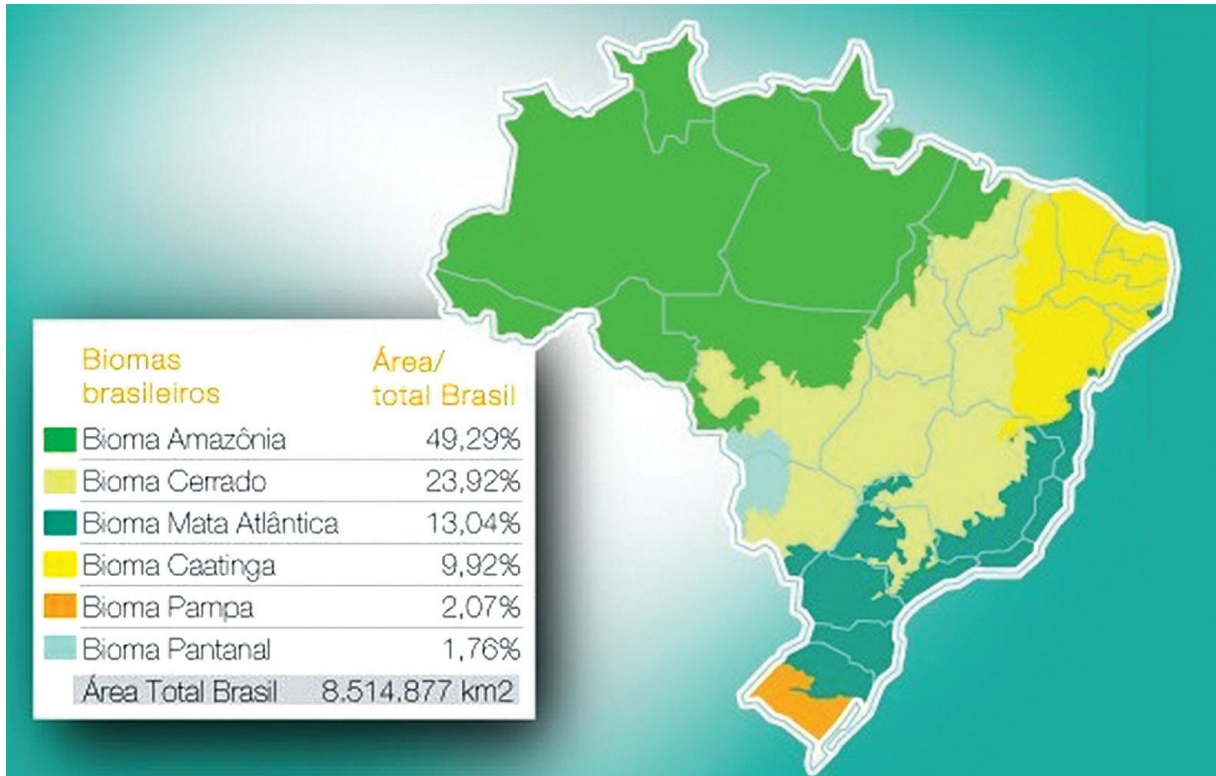 Biomas brasileiros
Área/ total Brasil
Bioma Amazônia 49,29%
Bioma Cerrado 23,92%
Bioma Mata Atlântica 13,04%
Bioma Caatinga 9,92%
Bioma Pampa 2,07%
Bioma Pantanal 1,76%
Área Total Brasil 8.514.877 km2